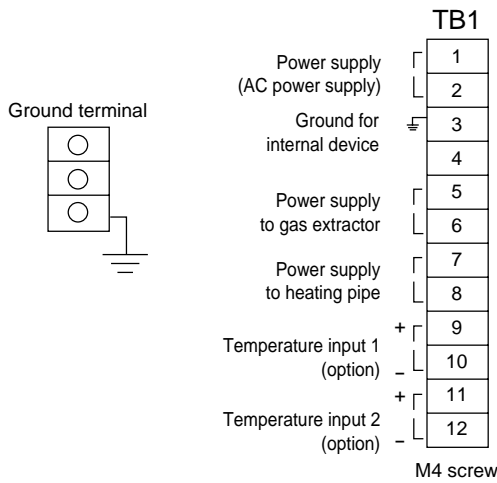 TB1
Power supply
(AC power supply)
1
2
Ground terminal
Ground for
internal device
3
4
Power supply
to gas extractor
5
6
Power supply
to heating pipe
7
8
Temperature input 1
(option)
+
–
9
10
Temperature input 2
(option)
+
–
11
12
M4 screw